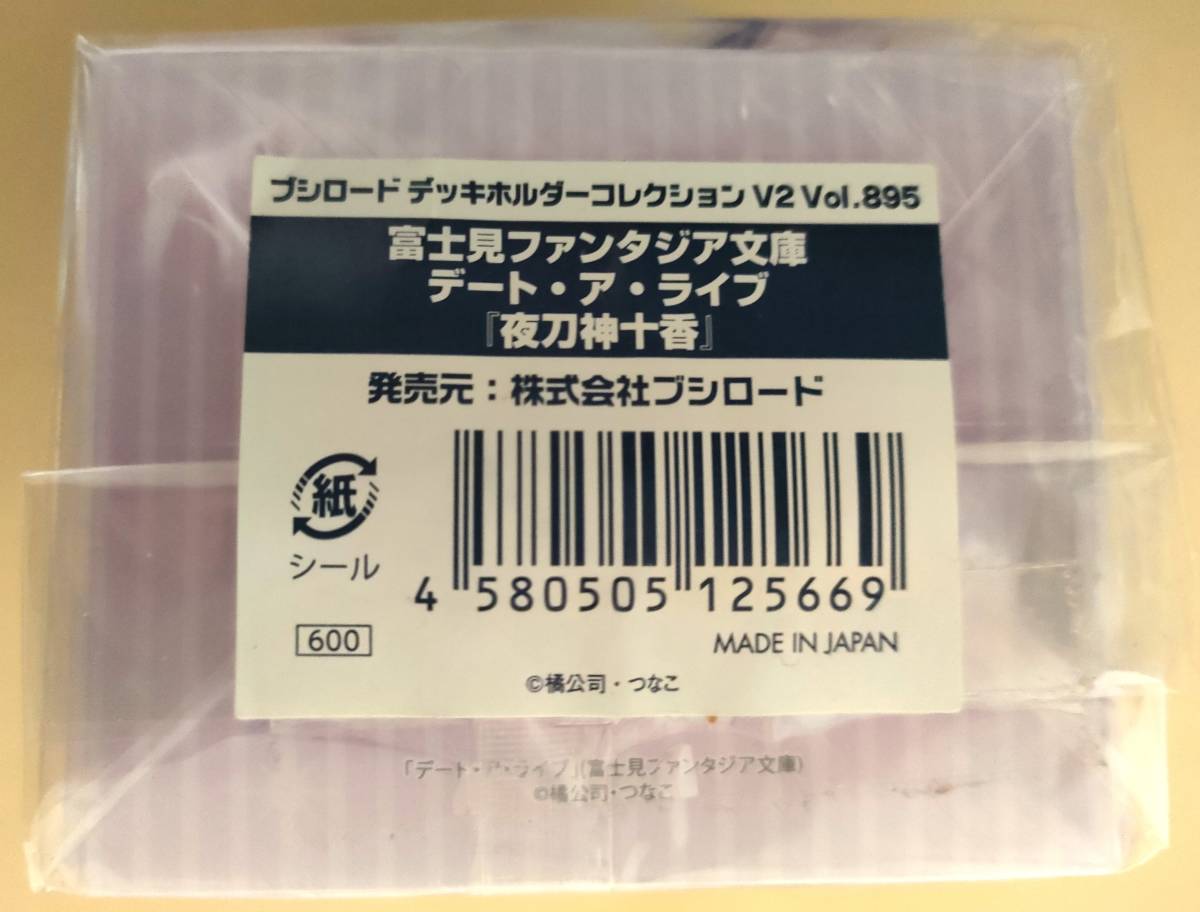 ブシロード デッキホルダーコレクション V2 Vol.895
富士見ファンタジア文庫
デート・ア・ライブ
『夜刀神十香』
発売元：株式会社ブシロード
紙
シール
4 580505 125669
600
MADE IN JAPAN
©橘公司・つなこ
「デート・ア・ライブ」(富士見ファンタジア文庫)
©橘公司・つなこ